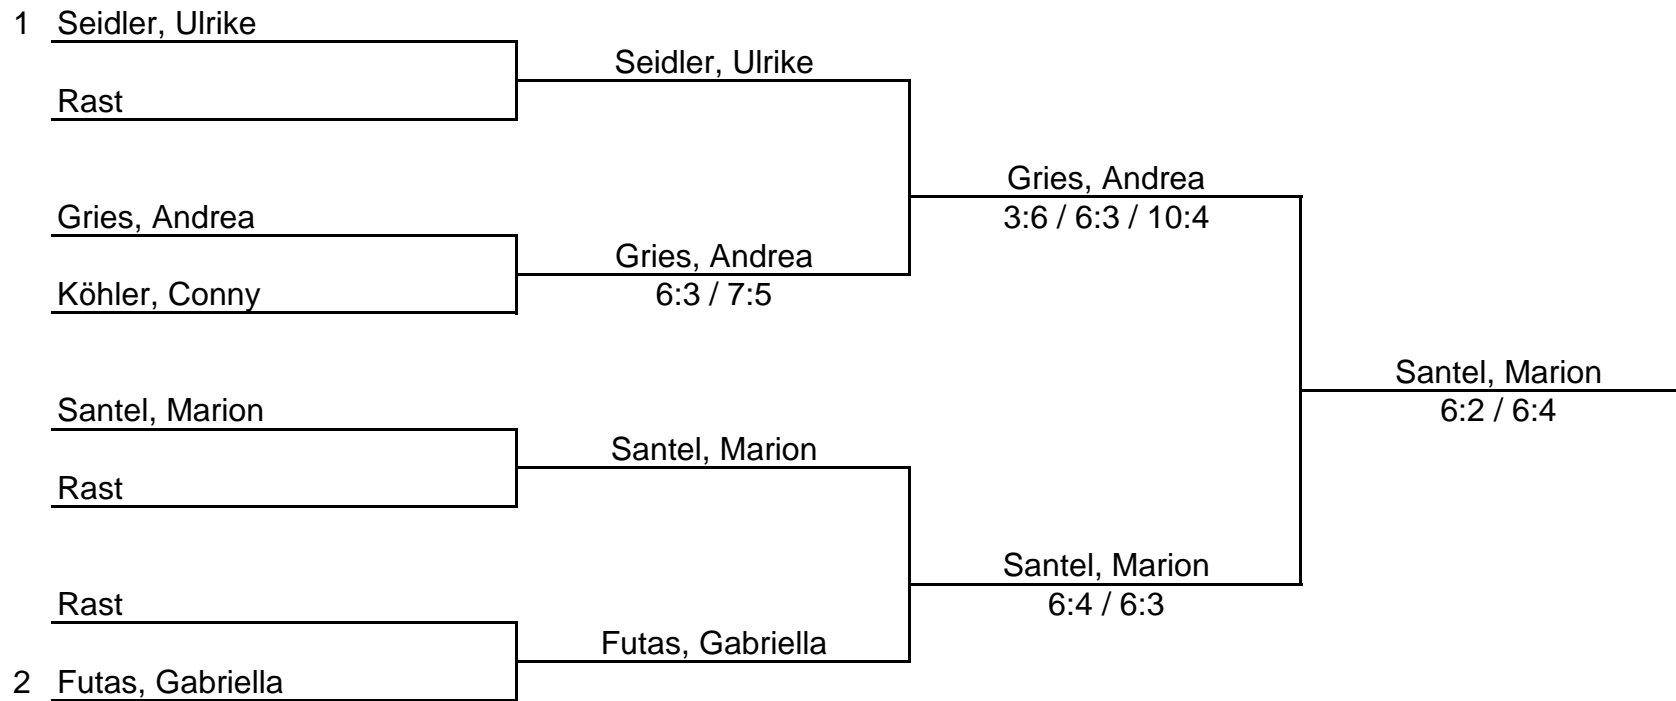 1 Seidler, Ulrike
Seidler, Ulrike
Rast
Gries, Andrea
Gries, Andrea
3:6 / 6:3 / 10:4
Gries, Andrea
Köhler, Conny
6:3 / 7:5
Santel, Marion
Santel, Marion
6:2 / 6:4
Santel, Marion
Rast
Santel, Marion
Rast
6:4 / 6:3
Futas, Gabriella
2 Futas, Gabriella